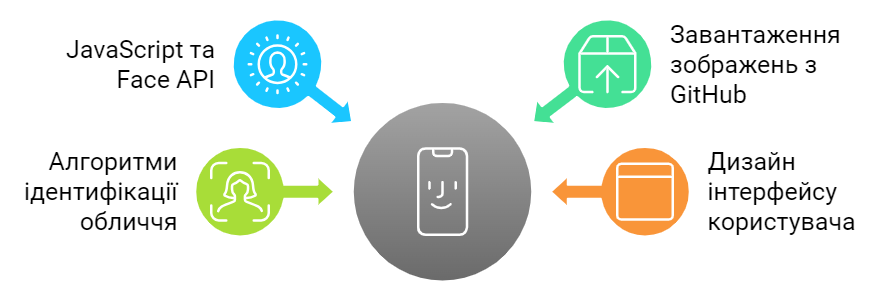 JavaScript та
Face API
Завантаження
зображень з
GitHub
Алгоритми
ідентифікації
обличчя
Дизайн
інтерфейсу
користувача